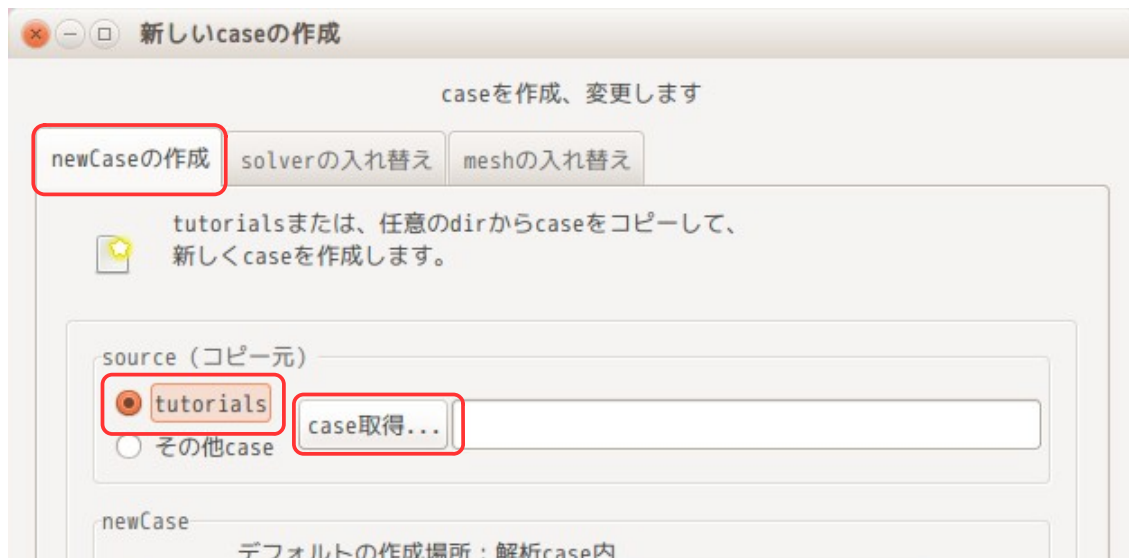 新しいcaseの作成
caseを作成、変更します
newCaseの作成 solverの入れ替え meshの入れ替え
tutorialsまたは、任意のdirからcaseをコピーして、
新しくcaseを作成します。
source (コピー元)
tutorials
case取得...
その他case
newCase
デフォルトの作成場所：解析case内